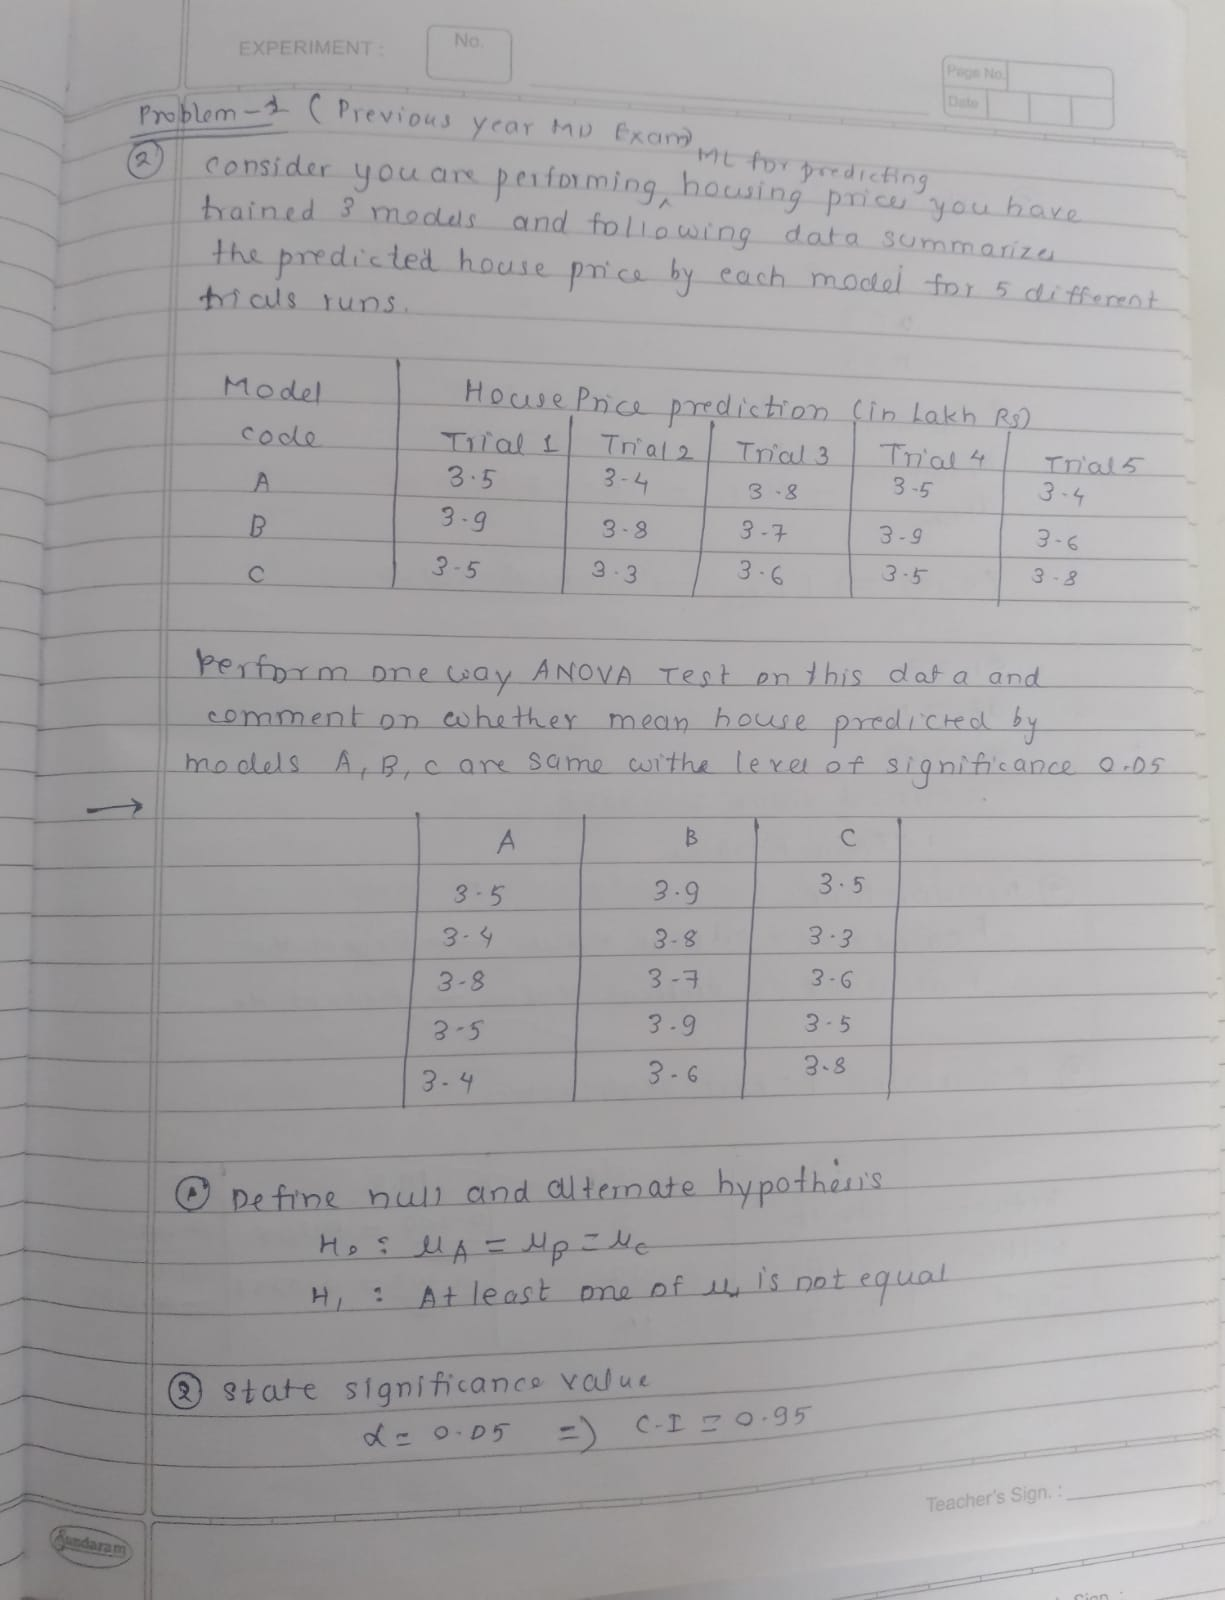 EXPERIMENT :
No.
Page No.
Date
Problem-1 (Previous year MU Exam)
ML for predicting
② consider you are performing ^ housing prices you have
trained 3 models and following data summarizes
the predicted house price by each model for 5 different
trials runs.
Model House Price prediction (in Lakh Rs)
code Trial 1 Trial 2 Trial 3 Trial 4 Trial 5
A 3.5 3.4 3.8 3.5 3.4
B 3.9 3.8 3.7 3.9 3.6
C 3.5 3.3 3.6 3.5 3.8
perform one way ANOVA Test on this data and
comment on whether mean house predicted by
models A, B, C are same withe level of significance 0.05
→
A B C
3.5 3.9 3.5
3.4 3.8 3.3
3.8 3.7 3.6
3.5 3.9 3.5
3.4 3.6 3.8
① Define null and alternate hypothesis
H₀ : μA = μB = μc
H₁ : At least one of μ is not equal
② state significance value
α = 0.05 => C.I = 0.95
Teacher's Sign. :
Sundaram
Sign. :